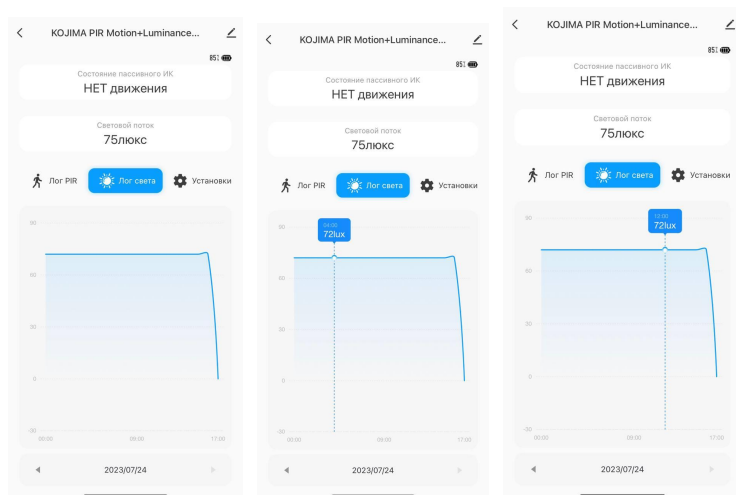 KOJIMA PIR Motion+Luminance...
85%
Состояние пассивного ИК
НЕТ движения
Световой поток
75люкс
Лог PIR
Лог света
Установки
90
60
30
0
-30
00:00
09:00
17:00
2023/07/24
KOJIMA PIR Motion+Luminance...
85%
Состояние пассивного ИК
НЕТ движения
Световой поток
75люкс
Лог PIR
Лог света
Установки
90
04:00
72lux
60
30
0
-30
00:00
09:00
17:00
2023/07/24
KOJIMA PIR Motion+Luminance...
85%
Состояние пассивного ИК
НЕТ движения
Световой поток
75люкс
Лог PIR
Лог света
Установки
90
12:00
72lux
60
30
0
-30
00:00
09:00
17:00
2023/07/24